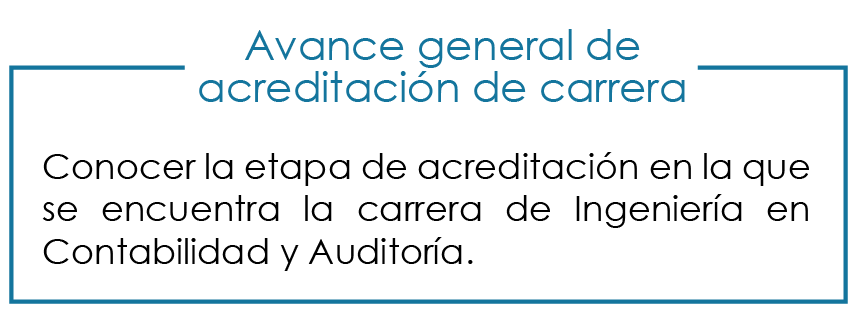 Avance general de
acreditación de carrera
Conocer la etapa de acreditación en la que
se encuentra la carrera de Ingeniería en
Contabilidad y Auditoría.